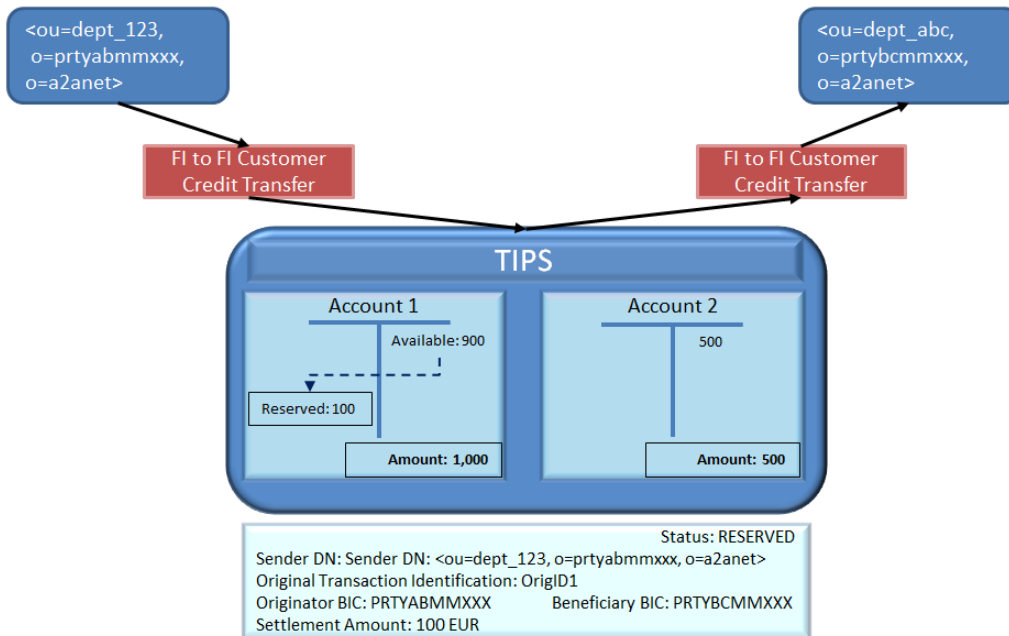 <ou=dept_123,
o=prtyabmmxxx,
o=a2anet>
<ou=dept_abc,
o=prtybcmmxxx,
o=a2anet>
FI to FI Customer
Credit Transfer
FI to FI Customer
Credit Transfer
TIPS
Account 1
Available: 900
Reserved: 100
Amount: 1,000
Account 2
500
Amount: 500
Status: RESERVED
Sender DN: Sender DN: <ou=dept_123, o=prtyabmmxxx, o=a2anet>
Original Transaction Identification: OrigID1
Originator BIC: PRTYABMMXXX Beneficiary BIC: PRTYBCMMXXX
Settlement Amount: 100 EUR